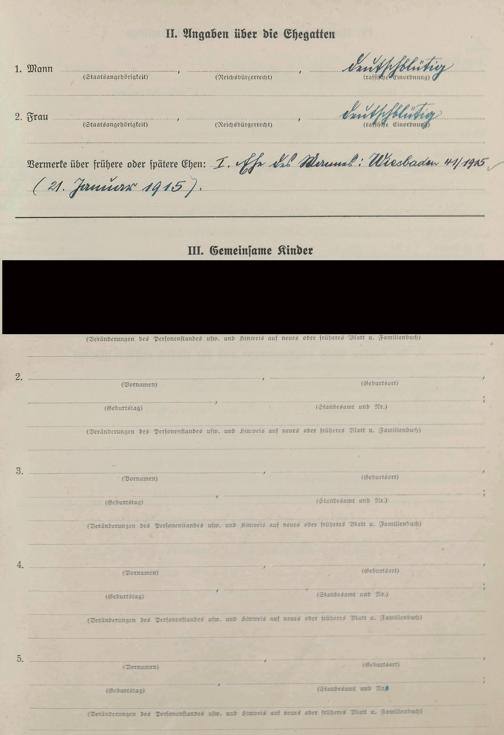 II. Angaben über die Ehegatten
1. Mann , , deutschblütig
(Staatsangehörigkeit) (Reichsbürgerrecht) (rassische Einordnung)
2. Frau , , deutschblütig
(Staatsangehörigkeit) (Reichsbürgerrecht) (rassische Einordnung)
Vermerke über frühere oder spätere Ehen: I. Ehe des Mannes: Wiesbaden 41/1915
(21. Januar 1915).
III. Gemeinsame Kinder
(Veränderungen des Personenstandes usw. und Hinweis auf neues oder früheres Blatt u. Familienbuch)
2. , ,
(Vornamen) (Geburtsort)
, ;
(Geburtstag) (Standesamt und Nr.)
(Veränderungen des Personenstandes usw. und Hinweis auf neues oder früheres Blatt u. Familienbuch)
3. , ,
(Vornamen) (Geburtsort)
, ;
(Geburtstag) (Standesamt und Nr.)
(Veränderungen des Personenstandes usw. und Hinweis auf neues oder früheres Blatt u. Familienbuch)
4. , ,
(Vornamen) (Geburtsort)
, ;
(Geburtstag) (Standesamt und Nr.)
(Veränderungen des Personenstandes usw. und Hinweis auf neues oder früheres Blatt u. Familienbuch)
5. , ,
(Vornamen) (Geburtsort)
, ;
(Geburtstag) (Standesamt und Nr.)
(Veränderungen des Personenstandes usw. und Hinweis auf neues oder früheres Blatt u. Familienbuch)